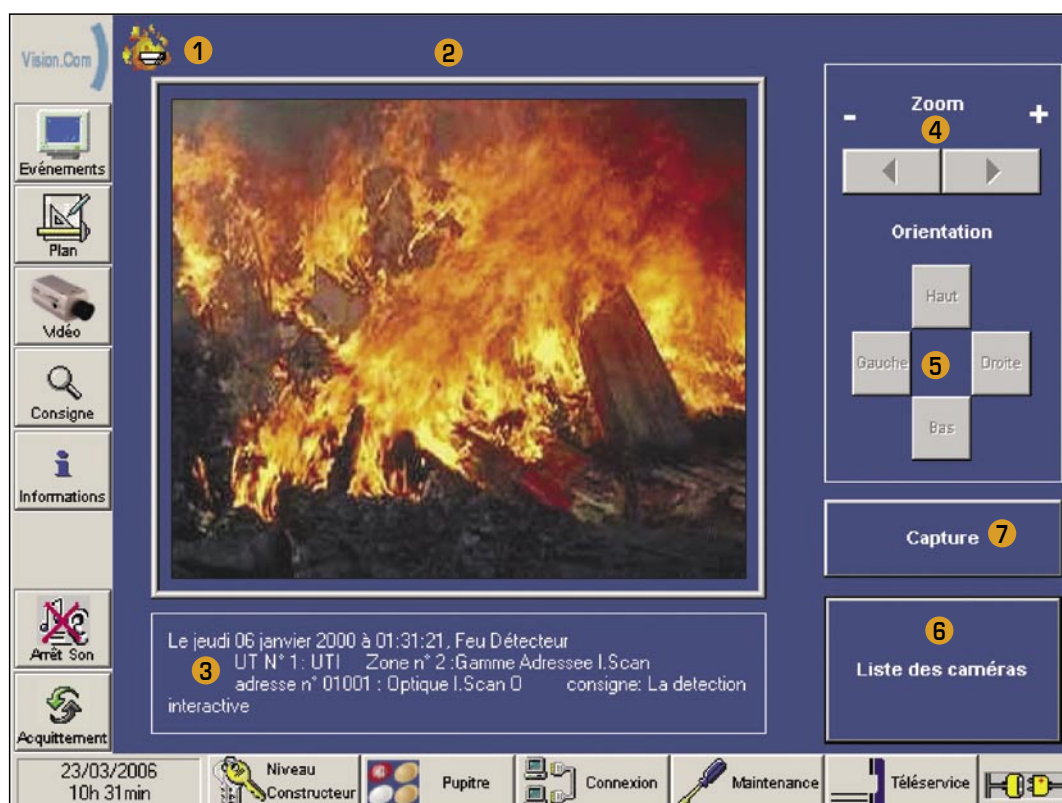 Vision.Com
1
2
Evénements
Plan
Vidéo
Consigne
Informations
Arrêt Son
Acquittement
- Zoom +
4
Orientation
Haut
Gauche 5 Droite
Bas
Capture 7
6
Liste des caméras
Le jeudi 06 janvier 2000 à 01:31:21, Feu Détecteur
UT N° 1 : UTI Zone n° 2 :Gamme Adressee I.Scan
3
adresse n° 01001 : Optique I.Scan O consigne: La detection
interactive
23/03/2006
10h 31min
Niveau
Constructeur
Pupitre
Connexion
Maintenance
Téléservice